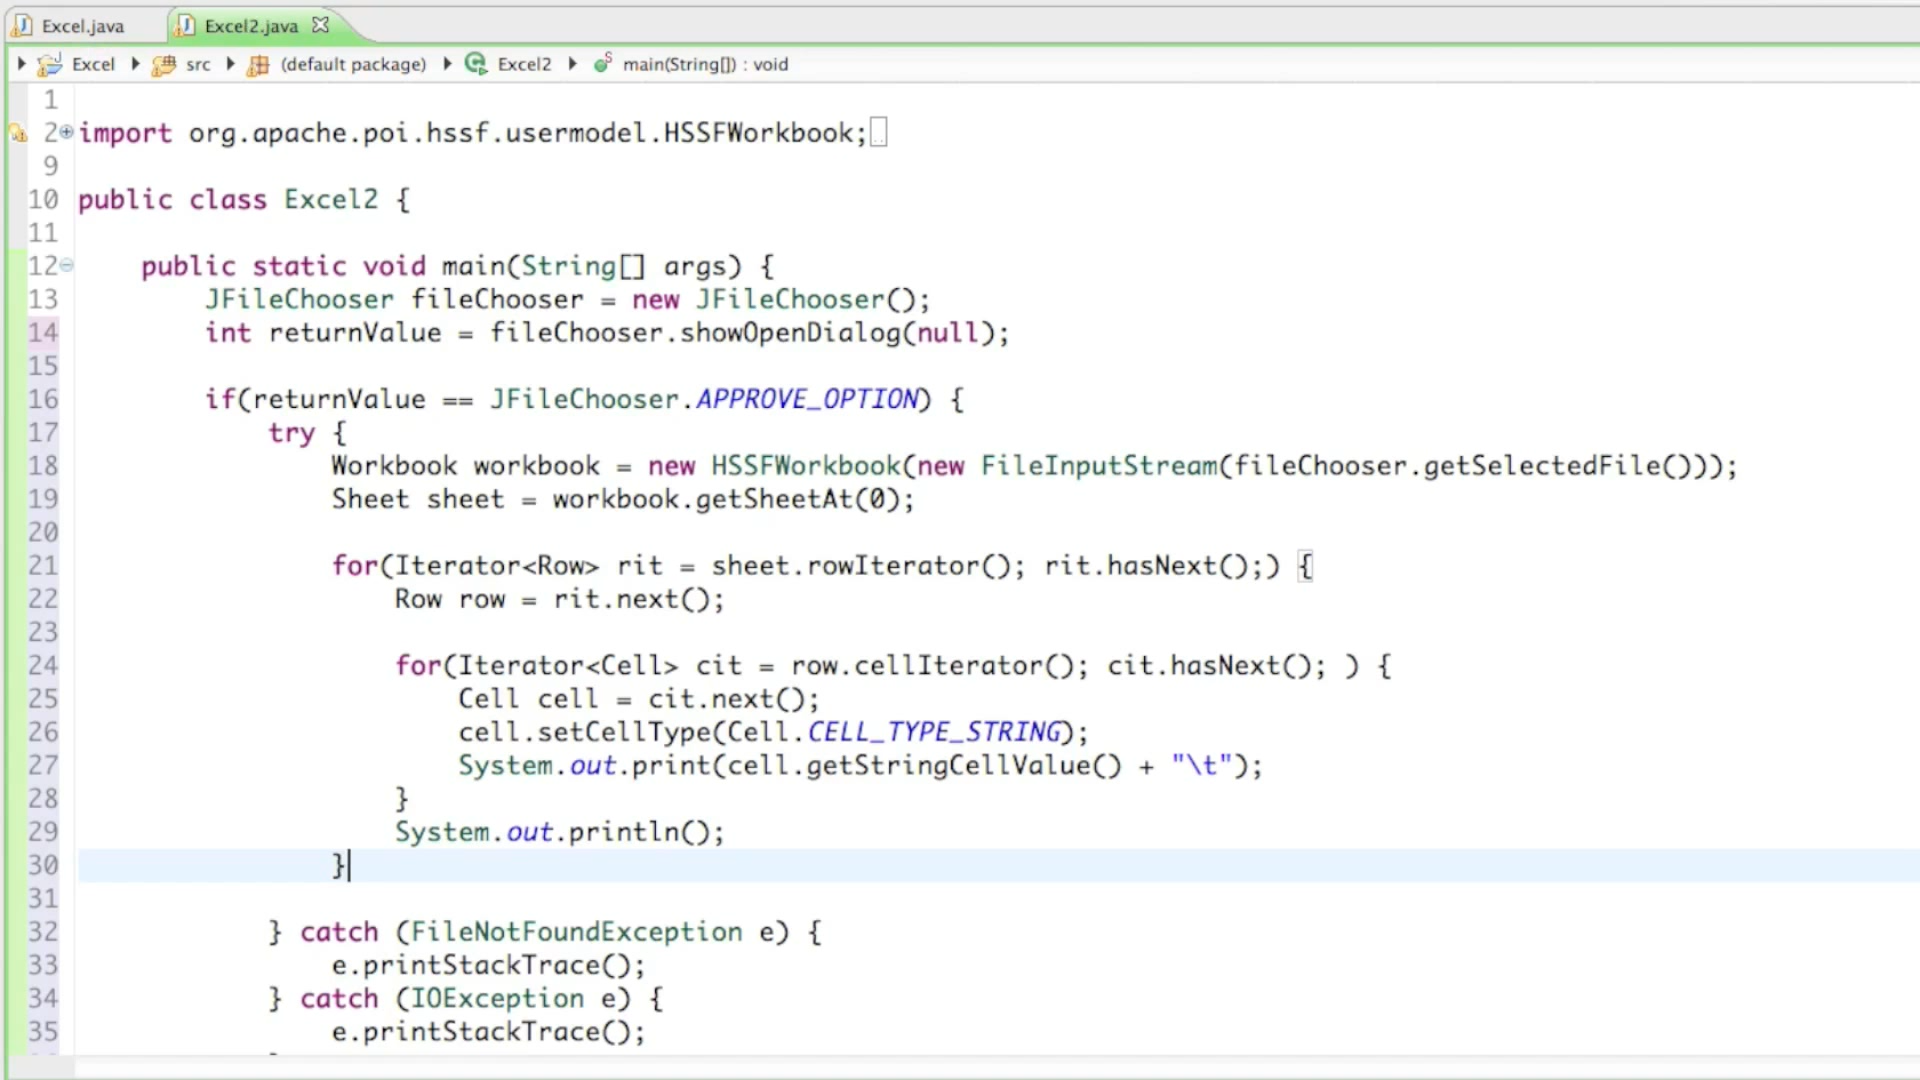 Excel.java Excel2.java
Excel src (default package) Excel2 main(String[]) : void
1
2 import org.apache.poi.hssf.usermodel.HSSFWorkbook;
9
10 public class Excel2 {
11
12 public static void main(String[] args) {
13 JFileChooser fileChooser = new JFileChooser();
14 int returnValue = fileChooser.showOpenDialog(null);
15
16 if(returnValue == JFileChooser.APPROVE_OPTION) {
17 try {
18 Workbook workbook = new HSSFWorkbook(new FileInputStream(fileChooser.getSelectedFile()));
19 Sheet sheet = workbook.getSheetAt(0);
20
21 for(Iterator<Row> rit = sheet.rowIterator(); rit.hasNext();) {
22 Row row = rit.next();
23
24 for(Iterator<Cell> cit = row.cellIterator(); cit.hasNext(); ) {
25 Cell cell = cit.next();
26 cell.setCellType(Cell.CELL_TYPE_STRING);
27 System.out.print(cell.getStringCellValue() + "\t");
28 }
29 System.out.println();
30 }
31
32 } catch (FileNotFoundException e) {
33 e.printStackTrace();
34 } catch (IOException e) {
35 e.printStackTrace();